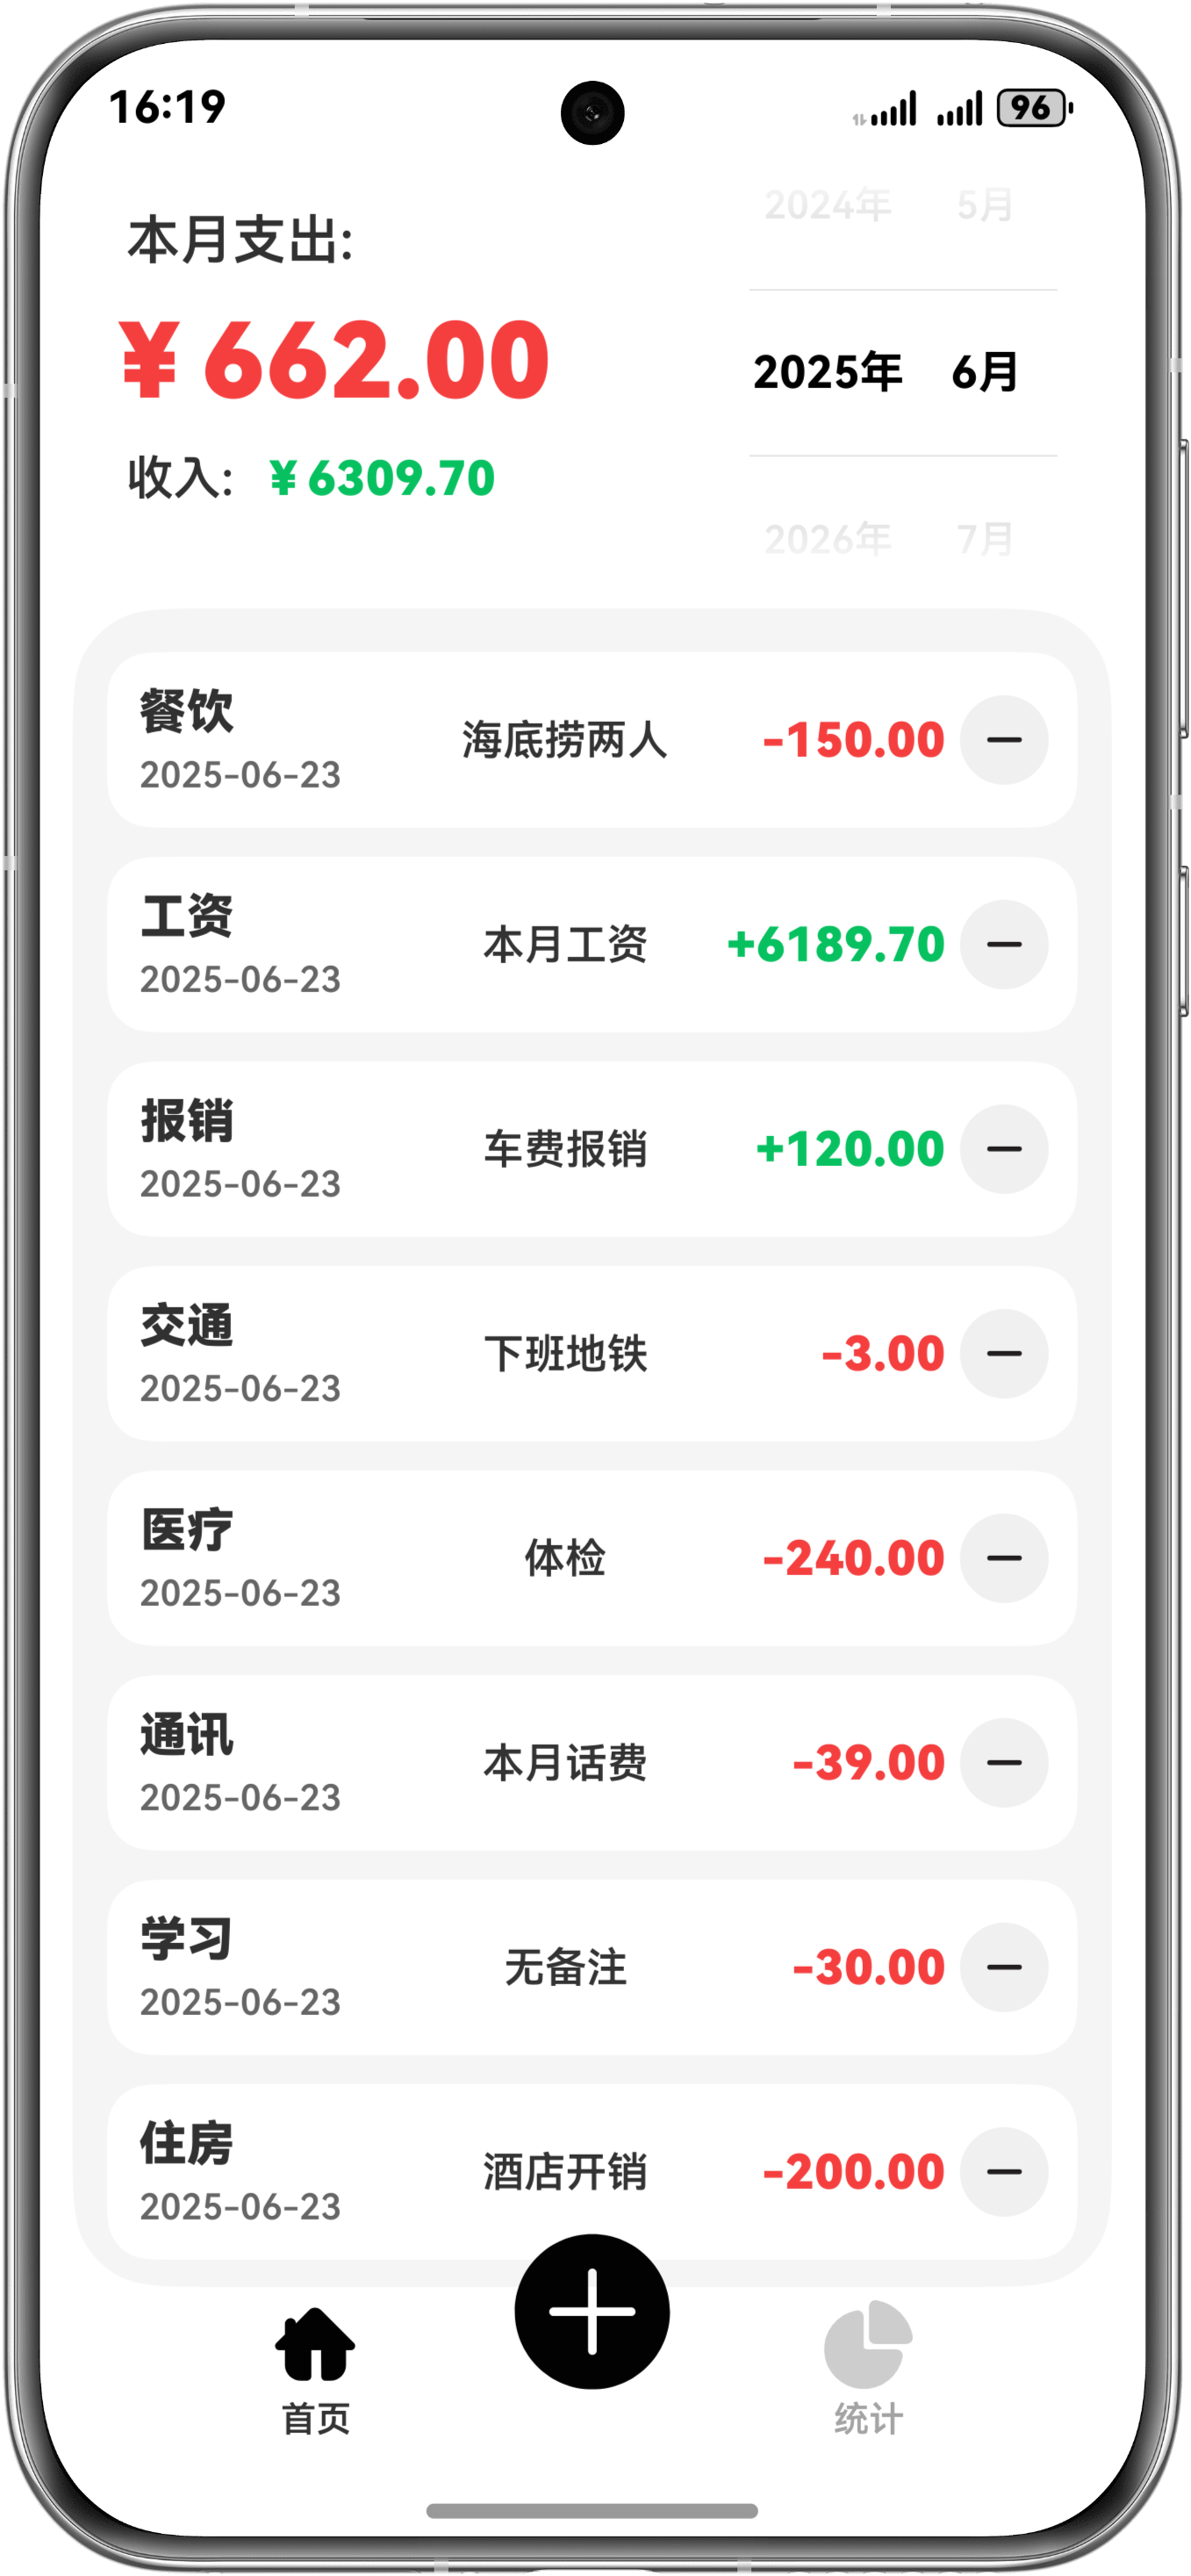 16:19
96
本月支出:
¥ 662.00
收入: ¥ 6309.70
2024年 5月
2025年 6月
2026年 7月
餐饮
2025-06-23
海底捞两人
-150.00
工资
2025-06-23
本月工资
+6189.70
报销
2025-06-23
车费报销
+120.00
交通
2025-06-23
下班地铁
-3.00
医疗
2025-06-23
体检
-240.00
通讯
2025-06-23
本月话费
-39.00
学习
2025-06-23
无备注
-30.00
住房
2025-06-23
酒店开销
-200.00
首页
统计